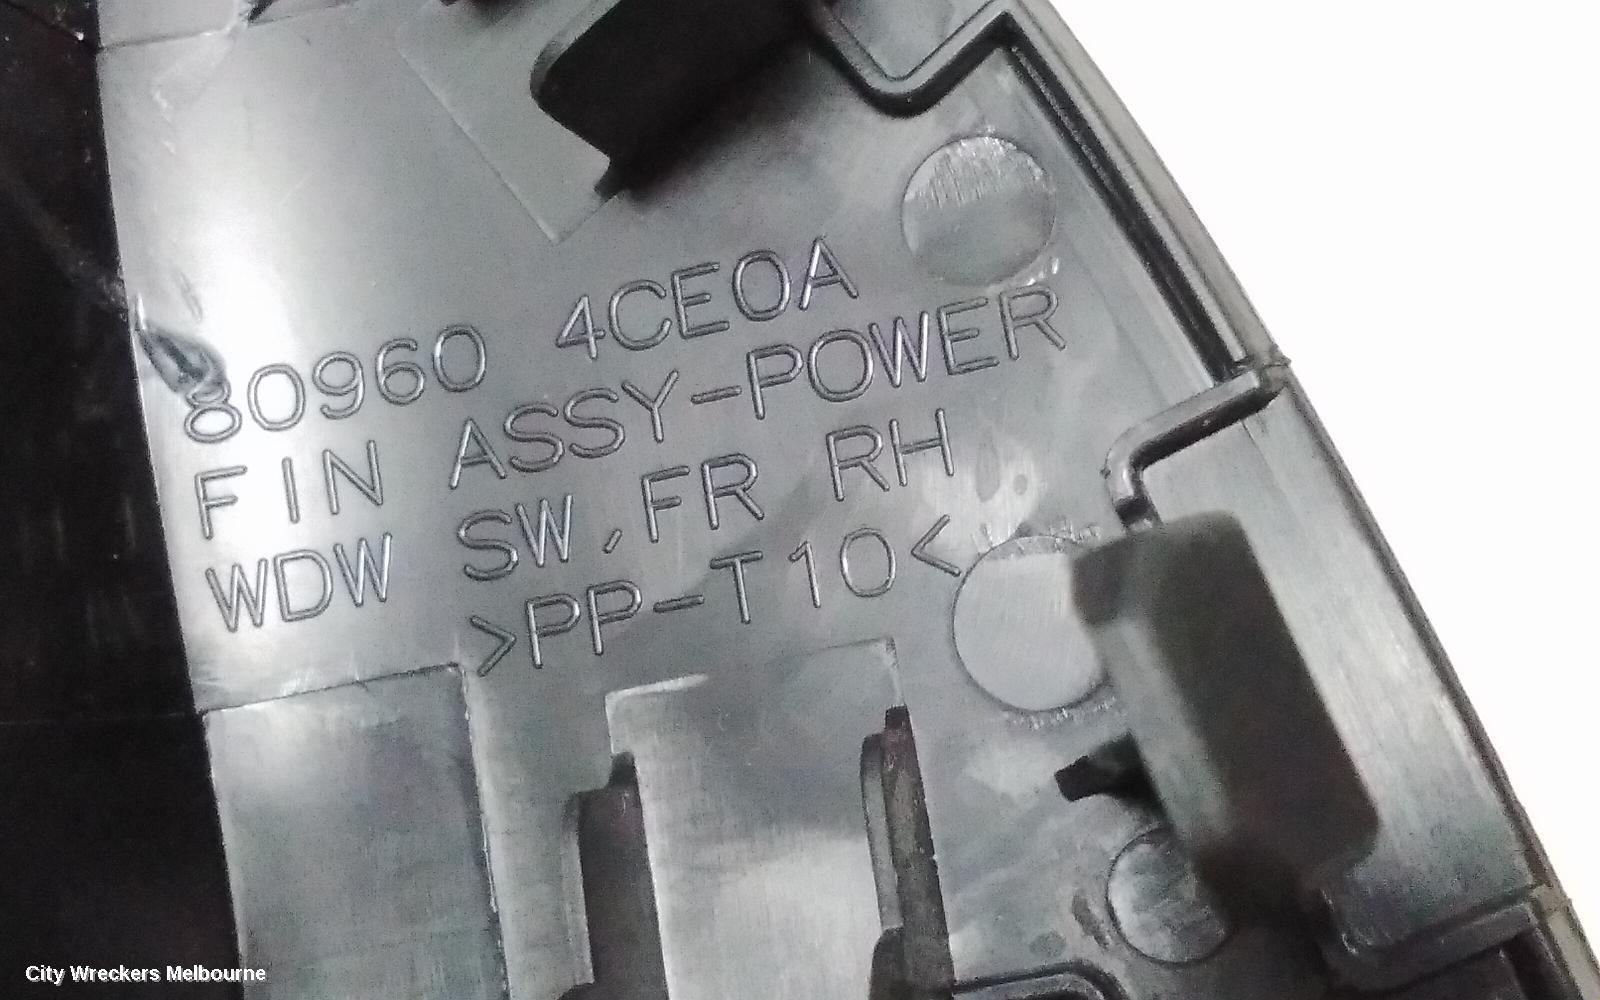 80960 4CE0A
FIN ASSY-POWER
WDW SW,FR RH
>PP-T10<
City Wreckers Melbourne